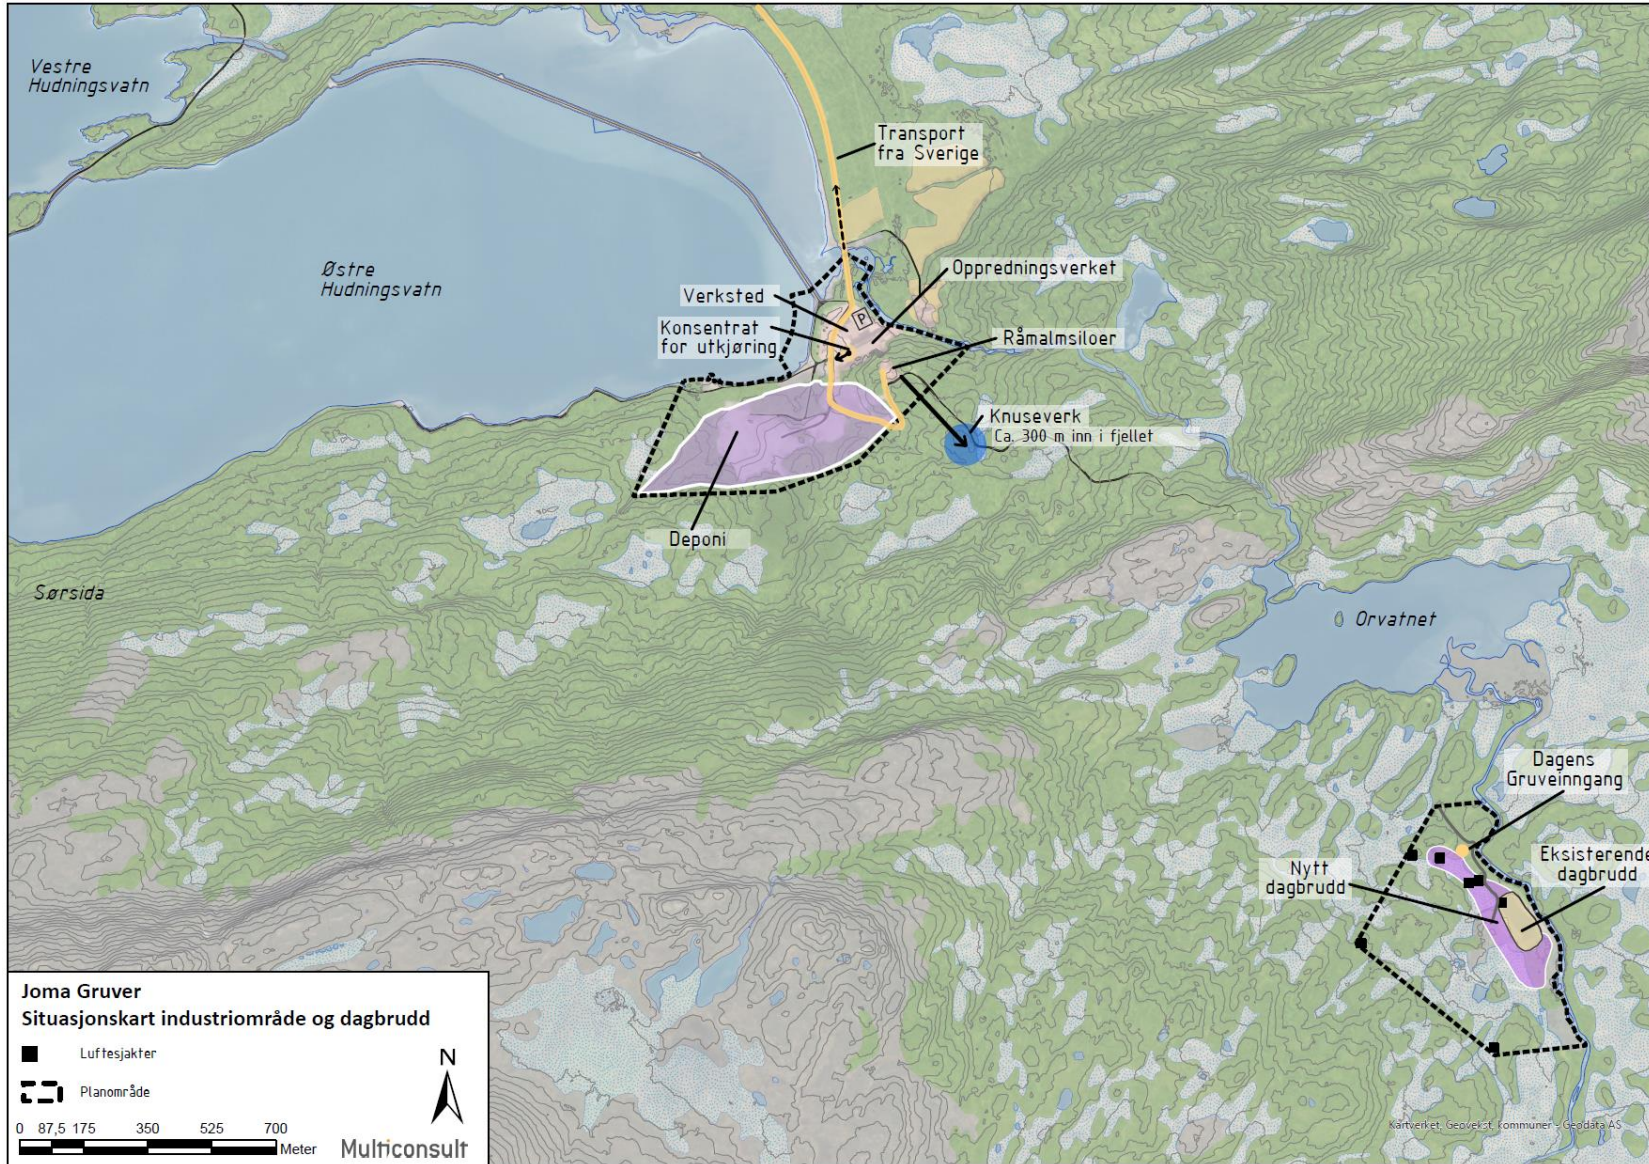 Vestre
Hudningsvatn
Transport
fra Sverige
Østre
Hudningsvatn
Oppredningsverket
Verksted
P
Konsentrat
for utkjøring
Råmalmsiloer
Knuseverk
Ca. 300 m inn i fjellet
Deponi
Sørsida
Orvatnet
Dagens
Gruveinngang
Nytt
dagbrudd
Eksisterende
dagbrudd
Joma Gruver
Situasjonskart industriområde og dagbrudd
Luftesjakter
N
Planområde
0 87,5 175 350 525 700
Meter
Multiconsult
Kartverket, Geovekst, kommuner - Geodata AS